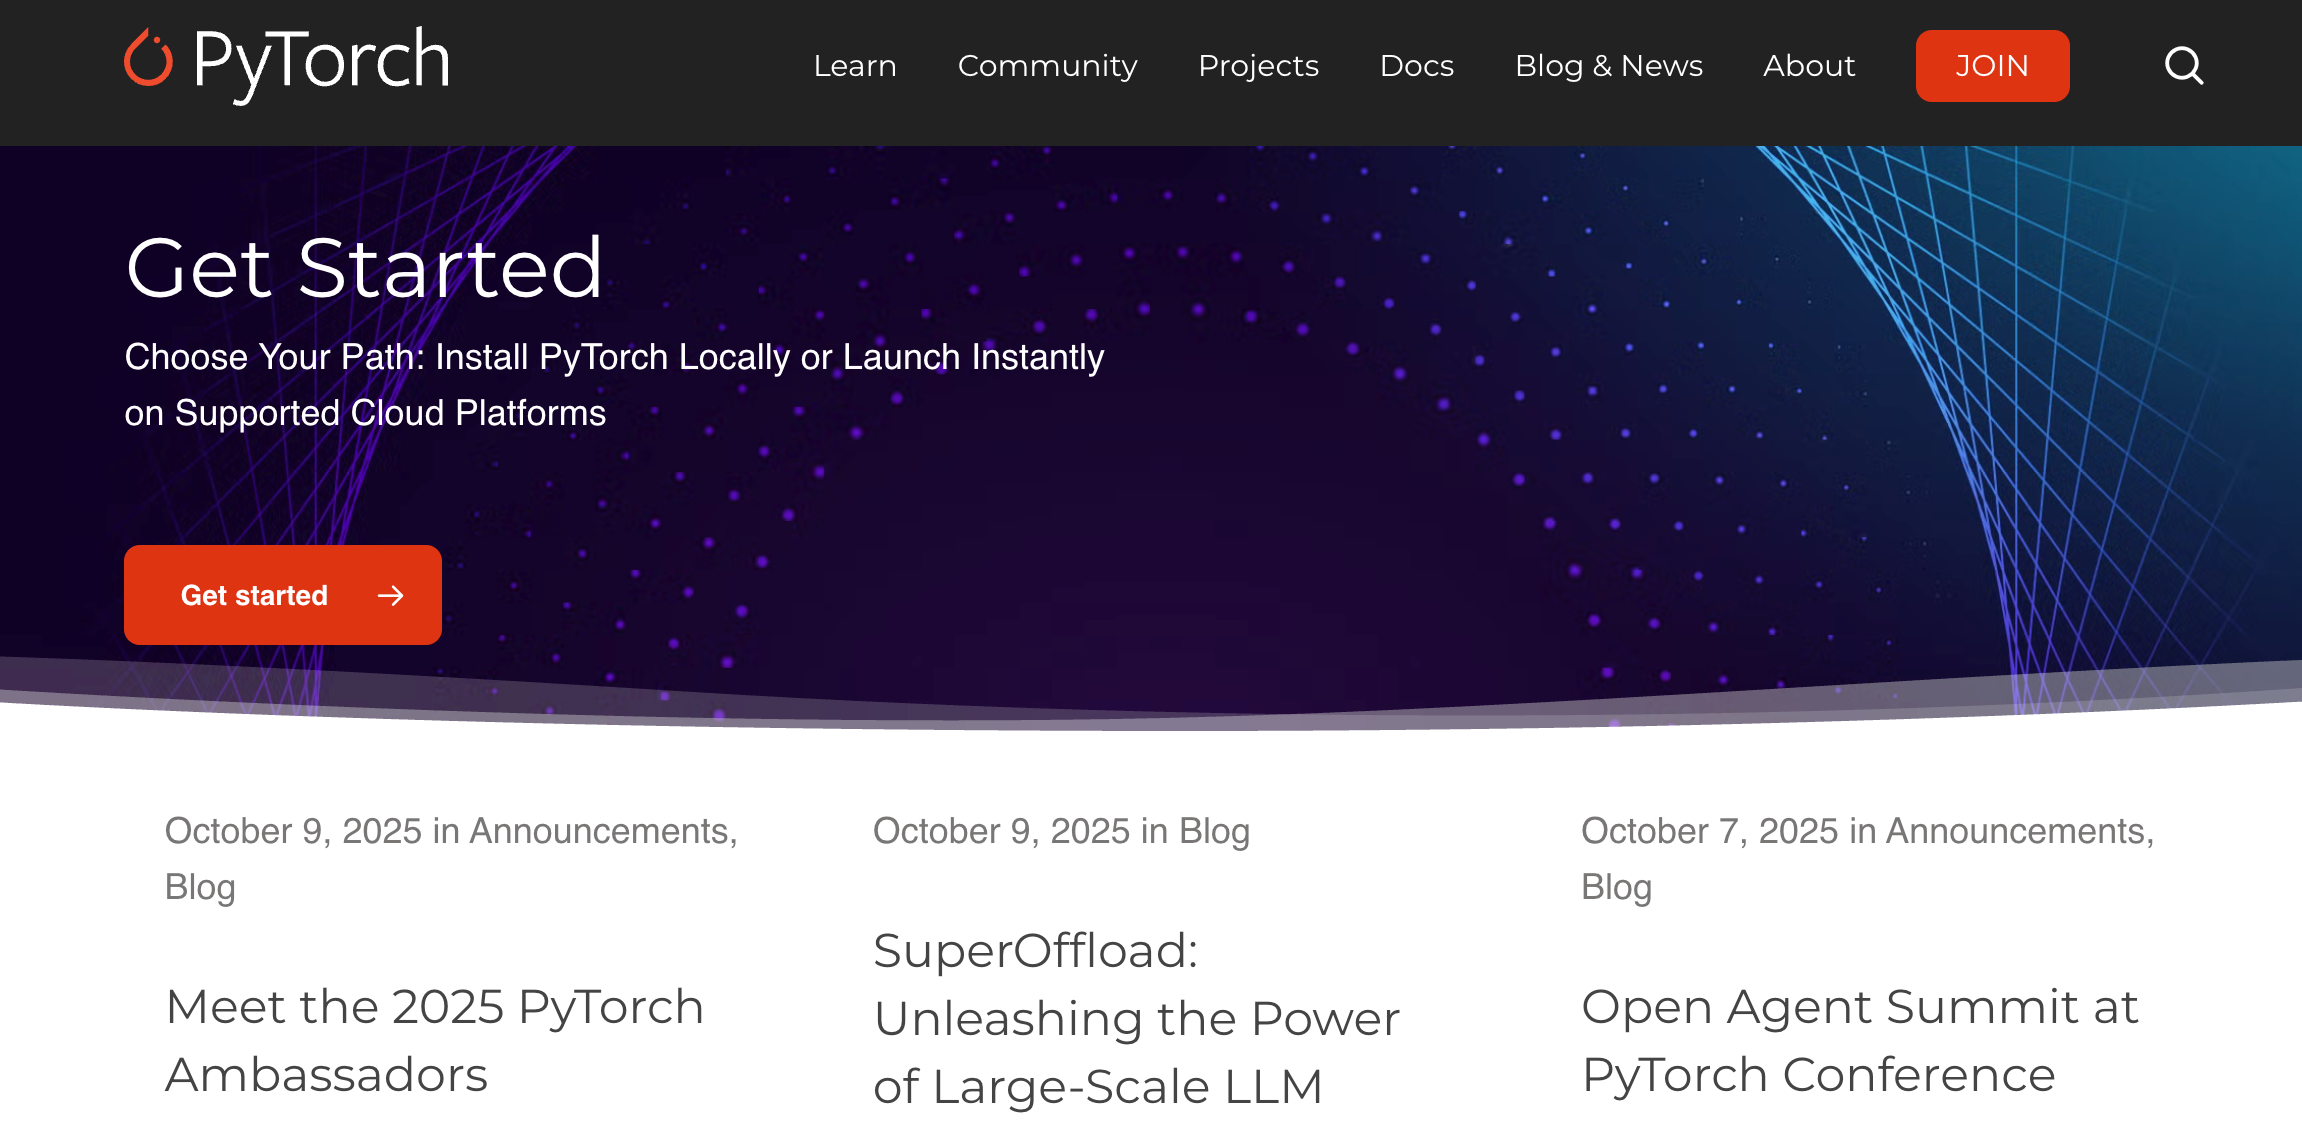 PyTorch
Learn
Community
Projects
Docs
Blog & News
About
JOIN
Get Started
Choose Your Path: Install PyTorch Locally or Launch Instantly
on Supported Cloud Platforms
Get started
October 9, 2025 in Announcements,
Blog
Meet the 2025 PyTorch
Ambassadors
October 9, 2025 in Blog
SuperOffload:
Unleashing the Power
of Large-Scale LLM
October 7, 2025 in Announcements,
Blog
Open Agent Summit at
PyTorch Conference